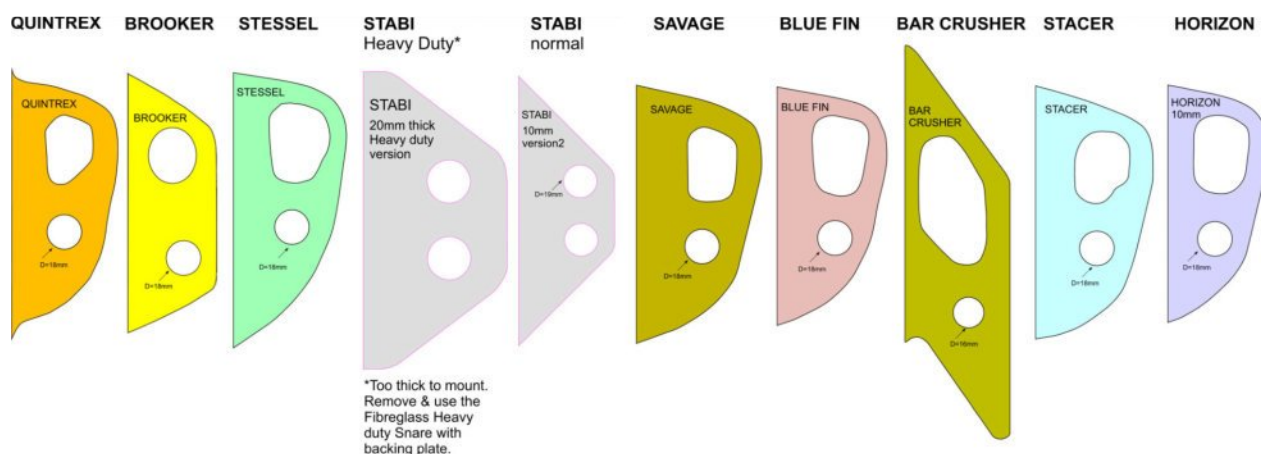 QUINTREX
BROOKER
STESSEL
STABI
Heavy Duty*
STABI
normal
SAVAGE
BLUE FIN
BAR CRUSHER
STACER
HORIZON
QUINTREX
D=18mm
BROOKER
D=18mm
STESSEL
D=18mm
STABI
20mm thick
Heavy duty
version
*Too thick to mount.
Remove & use the
Fibreglass Heavy
duty Snare with
backing plate.
STABI
10mm
version2
D=19mm
SAVAGE
D=18mm
BLUE FIN
D=18mm
BAR
CRUSHER
D=16mm
STACER
D=18mm
HORIZON
10mm
D=18mm